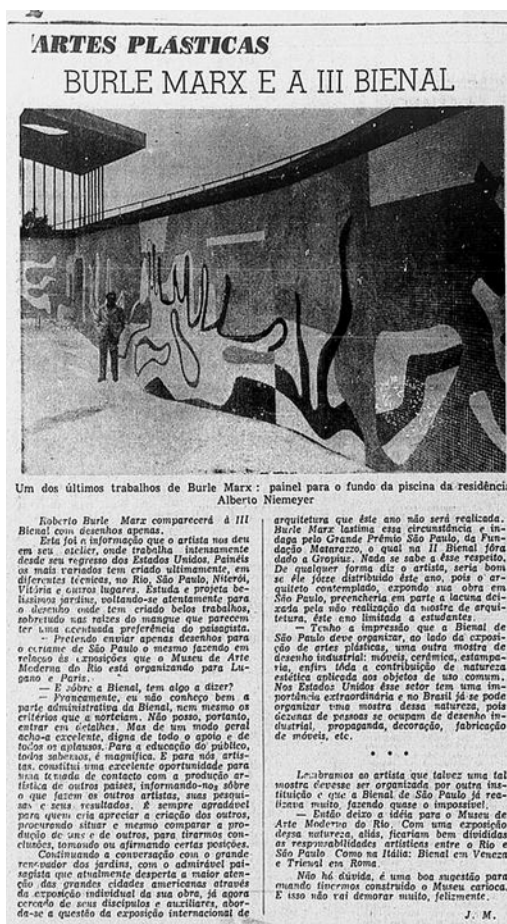 ARTES PLÁSTICAS
BURLE MARX E A III BIENAL
Um dos últimos trabalhos de Burle Marx : painel para o fundo da piscina da residência
Alberto Niemeyer
Roberto Burle Marx comparecerá à III
Bienal com desenhos apenas.
Esta foi a informação que o artista nos deu
em seu atelier, onde trabalha intensamente
desde seu regresso dos Estados Unidos. Painéis
os mais variados tem criado ultimamente, em
diferentes técnicas, no Rio, São Paulo, Niterói,
Vitória e outros lugares. Estuda e projeta be-
líssimos jardins, voltando-se atentamente para
o desenho onde tem criado belos trabalhos,
sobretudo nas raízes do mangue que parecem
ter uma acentuada preferência do paisagista.
— Pretendo enviar apenas desenhos para
o certame de São Paulo o mesmo fazendo em
relação às exposições que o Museu de Arte
Moderna do Rio está organizando para Lu-
gano e Paris.
— E sôbre a Bienal, tem algo a dizer?
— Francamente, eu não conheço bem a
parte administrativa da Bienal, nem mesmo os
critérios que a norteiam. Não posso, portanto,
entrar em detalhes. Mas de um modo geral
acho-a excelente, digna de todo o apoio e de
todos os aplausos. Para a educação do público,
todos sabemos, é magnífica. E para nós artis-
tas, constitui uma excelente oportunidade para
uma tomada de contacto com a produção ar-
tística de outros países, informando-nos sôbre
o que fazem os outros artistas, suas pesqui-
sas e seus resultados. É sempre agradável
para quem cria apreciar a criação dos outros,
procurando situar e mesmo comparar a pro-
dução de uns e de outros, para tirarmos con-
clusões, tomando ou afirmando certas posições.
Continuando a conversação com o grande
renovador dos jardins, com o admirável pai-
sagista que atualmente desperta a maior aten-
ção das grandes cidades americanas através
da exposição individual da sua obra, já agora
cercado de seus discípulos e auxiliares, abor-
da-se a questão da exposição internacional de
arquitetura que êste ano não será realizada.
Burle Marx lastima essa circunstância e in-
daga pelo Grande Prêmio São Paulo, da Fun-
dação Matarazzo, o qual na II Bienal fôra
dado a Gropius. Nada se sabe a êsse respeito.
De qualquer forma diz o artista, seria bom
se êle fôsse distribuído êste ano, pois o ar-
quiteto contemplado, expondo sua obra em
São Paulo, preencheria em parte a lacuna dei-
xada pela não realização da mostra de arqui-
tetura, êste ano limitada a estudantes.
— Tenho a impressão que a Bienal de
São Paulo deve organizar, ao lado da exposi-
ção de artes plásticas, uma outra mostra de
desenho industrial: móveis, cerâmica, estampa-
ria, enfim tôda a contribuição de natureza
estética aplicada aos objetos de uso comum.
Nos Estados Unidos êsse setor tem uma im-
portância extraordinária e no Brasil já se pode
organizar uma mostra dessa natureza, pois
dezenas de pessoas se ocupam de desenho in-
dustrial, propaganda, decoração, fabricação
de móveis, etc.
* * *
Lembramos ao artista que talvez uma tal
mostra devesse ser organizada por outra ins-
tituição e que a Bienal de São Paulo já rea-
lizava muito, fazendo quase o impossível.
— Então deixo a idéia para o Museu de
Arte Moderna do Rio. Com uma exposição
dessa natureza, aliás, ficariam bem divididas
as responsabilidades artísticas entre o Rio e
São Paulo. Como na Itália: Bienal em Veneza
e Trienal em Roma.
Não há dúvida, é uma boa sugestão para
quando tivermos construído o Museu carioca.
E isso não vai demorar muito, felizmente.
J. M.